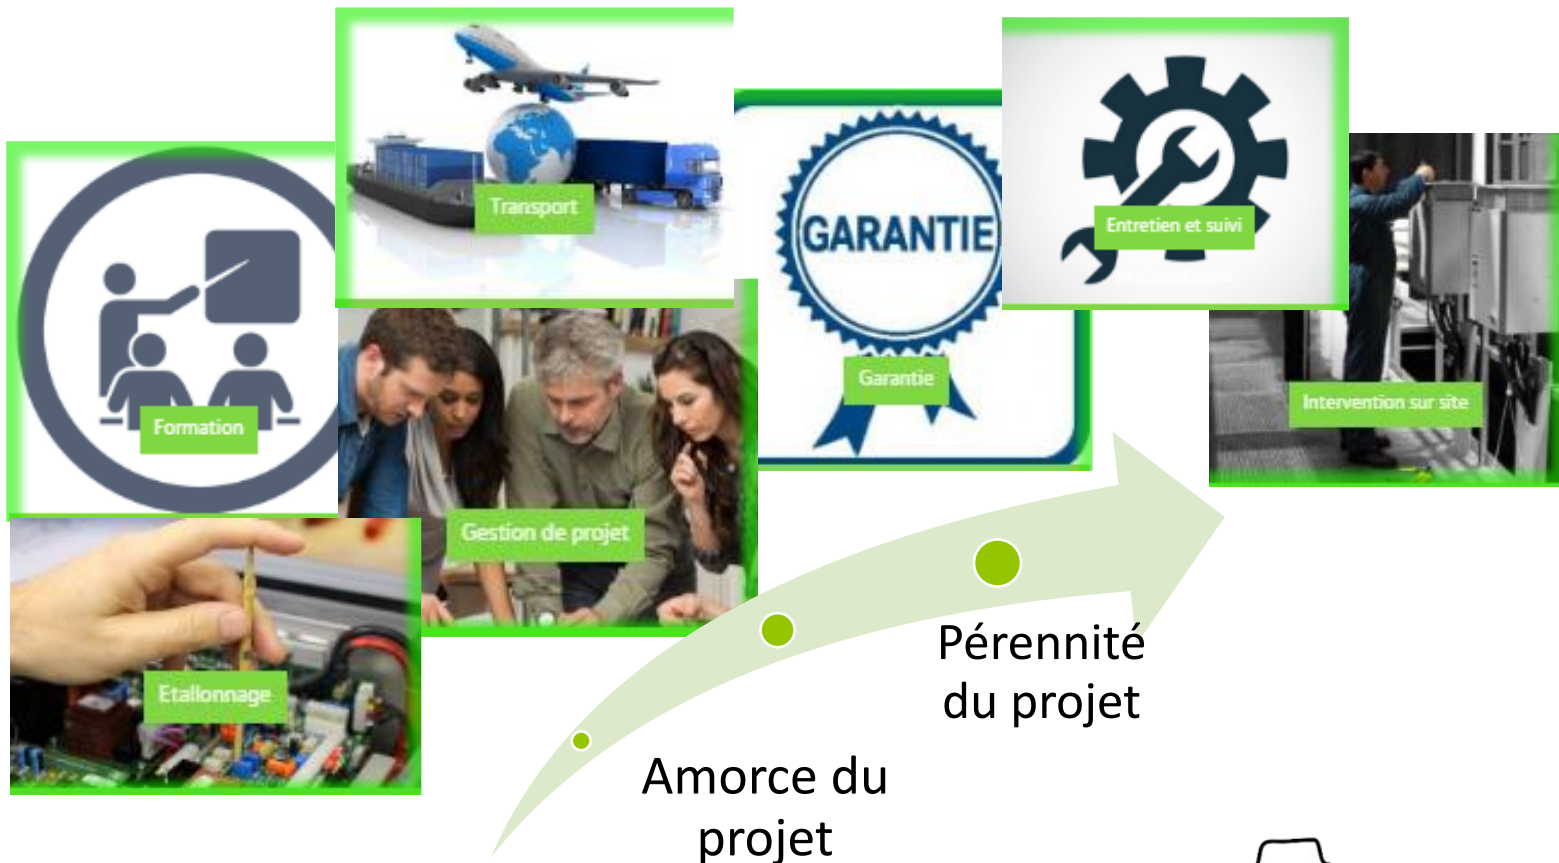 Transport
GARANTIE
Entretien et suivi
Garantie
Intervention sur site
Formation
Gestion de projet
Etallonnage
Pérennité
du projet
Amorce du
projet